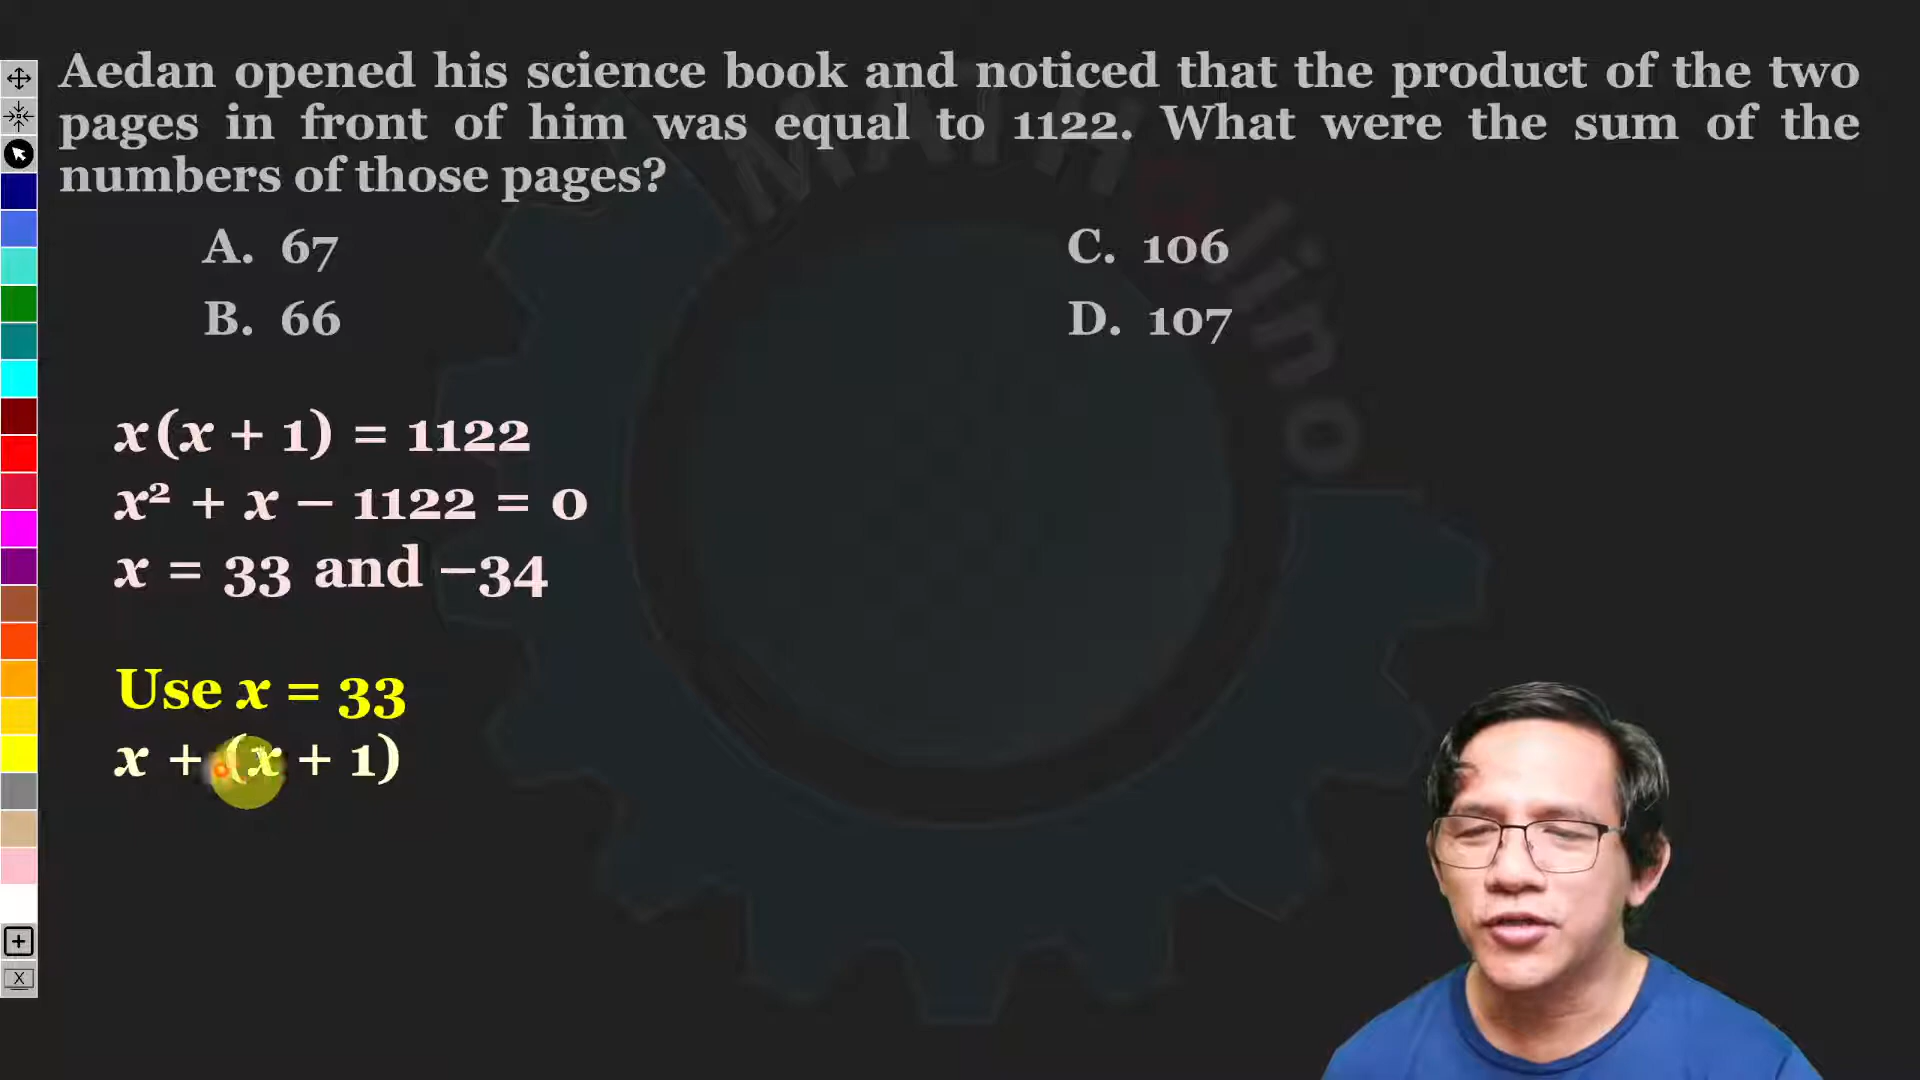 Aedan opened his science book and noticed that the product of the two
pages in front of him was equal to 1122. What were the sum of the
numbers of those pages?
A. 67
C. 106
B. 66
D. 107
x(x + 1) = 1122
x² + x − 1122 = 0
x = 33 and −34
Use x = 33
x + (x + 1)
MATHalino
X